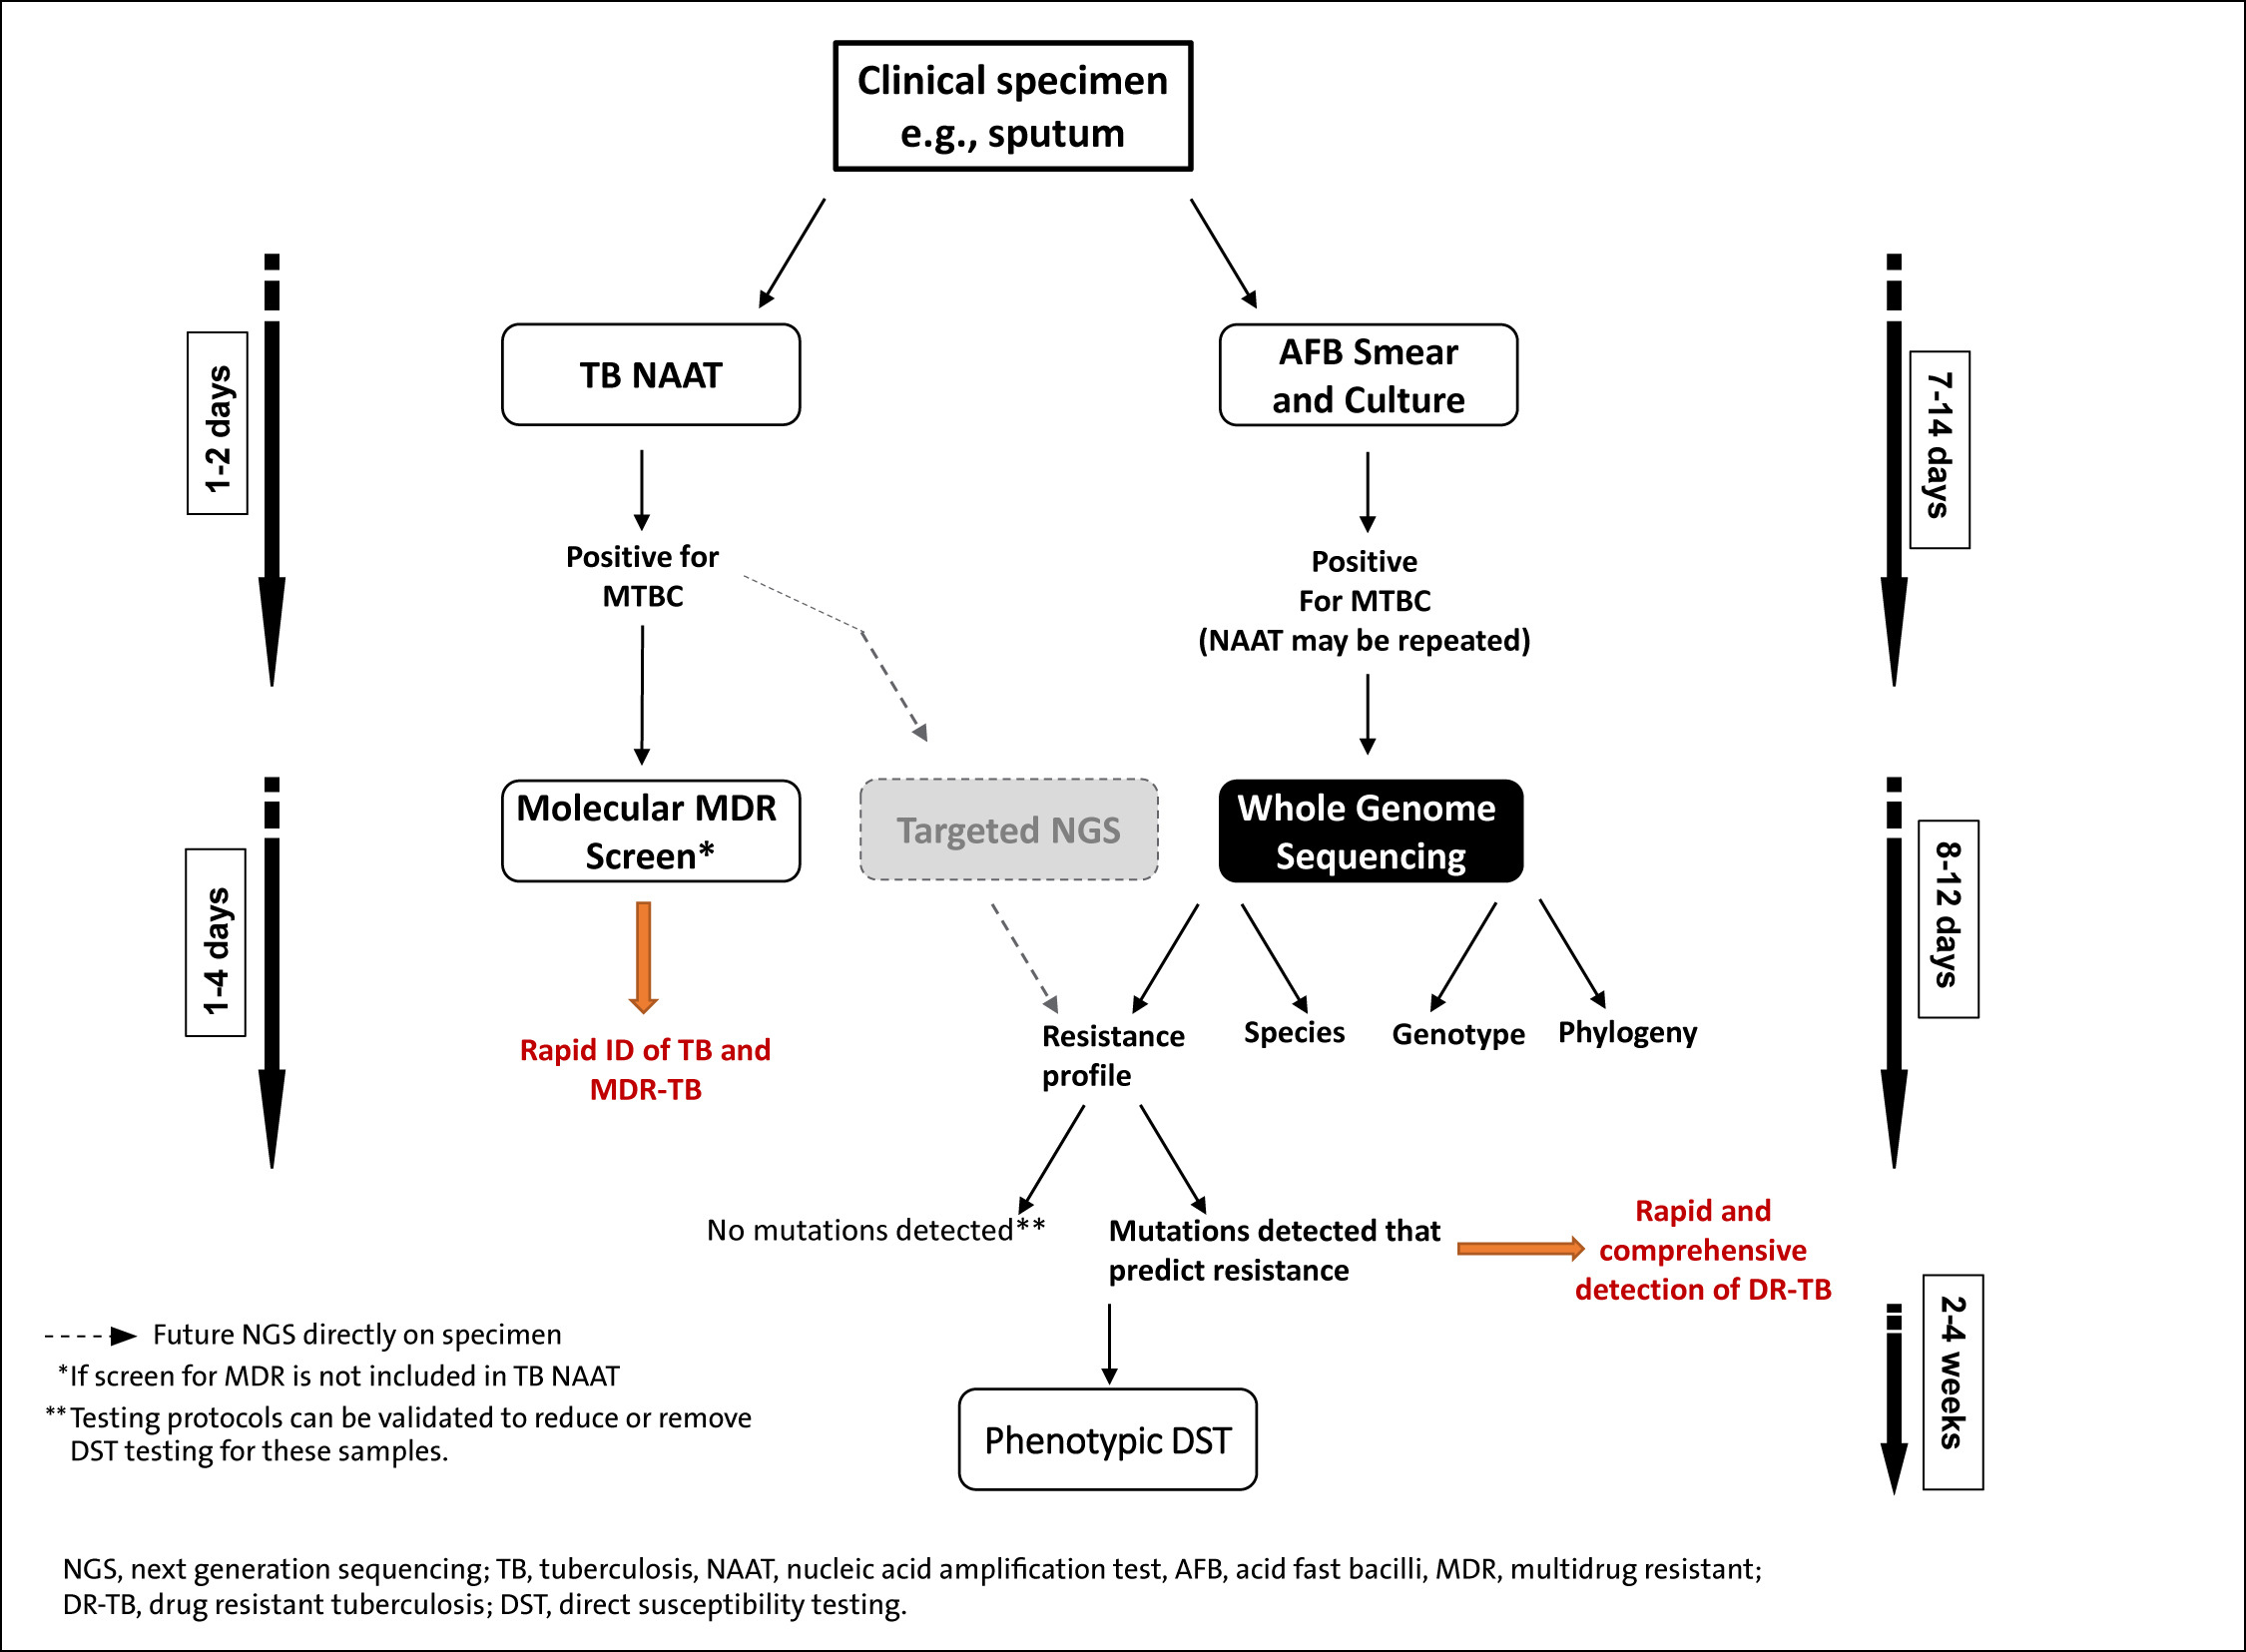 Clinical specimen
e.g., sputum
TB NAAT
AFB Smear
and Culture
1-2 days
7-14 days
Positive for
MTBC
Positive
For MTBC
(NAAT may be repeated)
Molecular MDR
Screen*
Targeted NGS
Whole Genome
Sequencing
1-4 days
8-12 days
Rapid ID of TB and
MDR-TB
Resistance
profile
Species
Genotype
Phylogeny
No mutations detected**
Mutations detected that
predict resistance
Rapid and
comprehensive
detection of DR-TB
2-4 weeks
Phenotypic DST
Future NGS directly on specimen
*If screen for MDR is not included in TB NAAT
**Testing protocols can be validated to reduce or remove
DST testing for these samples.
NGS, next generation sequencing; TB, tuberculosis, NAAT, nucleic acid amplification test, AFB, acid fast bacilli, MDR, multidrug resistant;
DR-TB, drug resistant tuberculosis; DST, direct susceptibility testing.